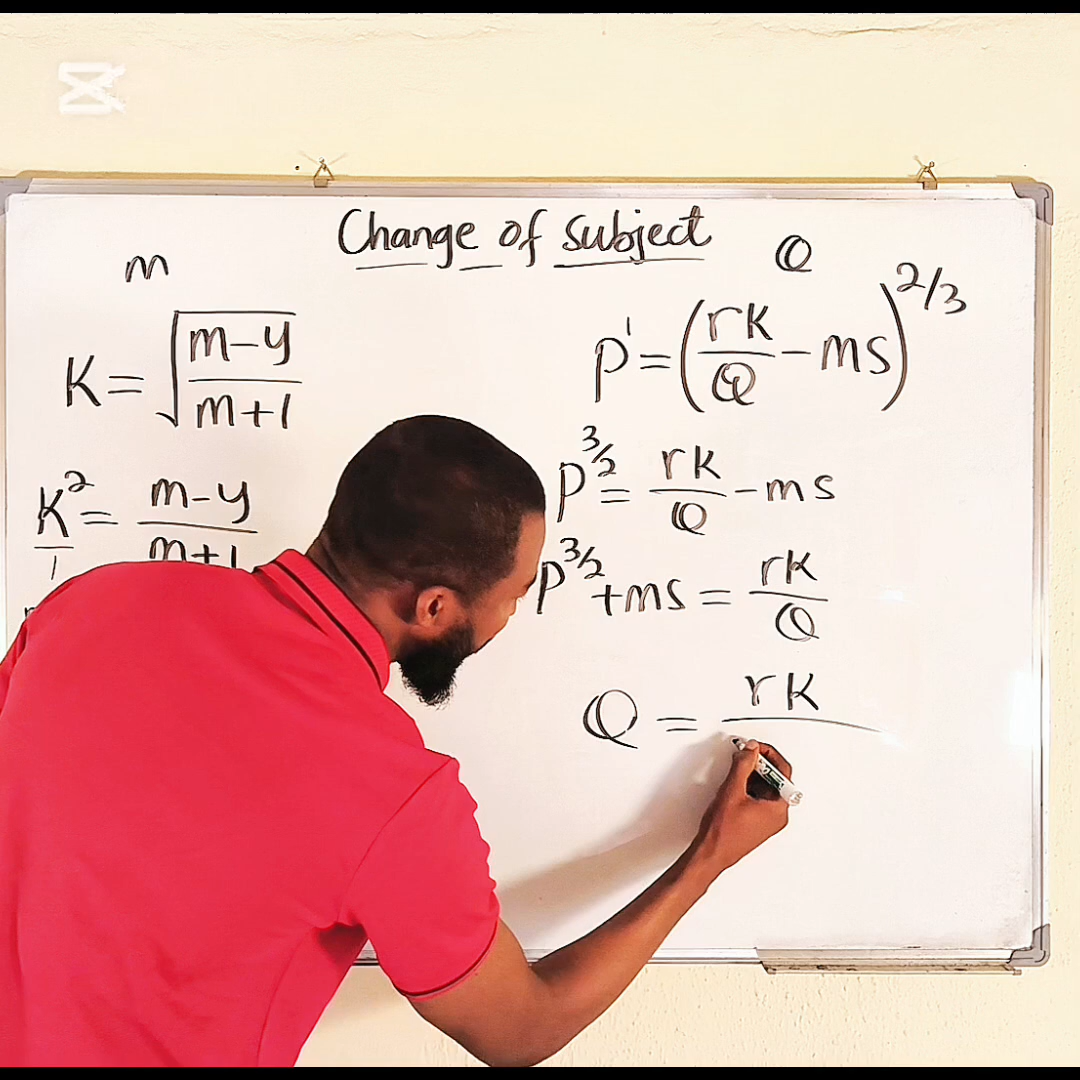 Change of subject
m
K = √((m-y)/(m+1))
K²/1 = (m-y)/(m+1)
Q
p¹ = (rK/Q - ms)^2/3
p^3/2 = rK/Q - ms
p^3/2 + ms = rK/Q
Q = rK